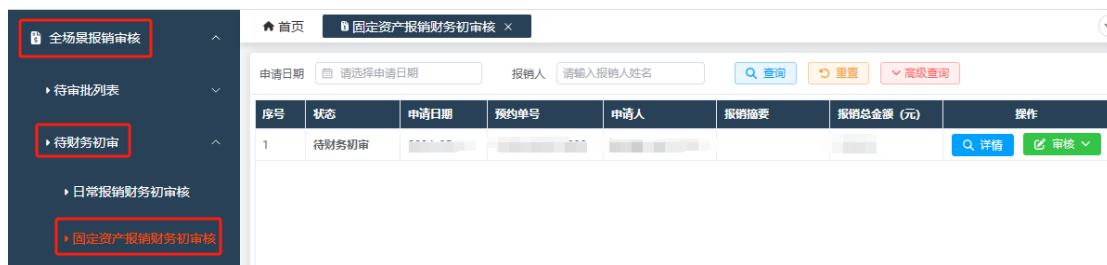 全场景报销审核
首页
固定资产报销财务初审核 ×
申请日期 请选择申请日期 报销人 请输入报销人姓名 查询 重置 高级查询
待审批列表
序号 状态 申请日期 预约单号 申请人 报销摘要 报销总金额（元） 操作
待财务初审
1 待财务初审 详情 审核
日常报销财务初审核
固定资产报销财务初审核